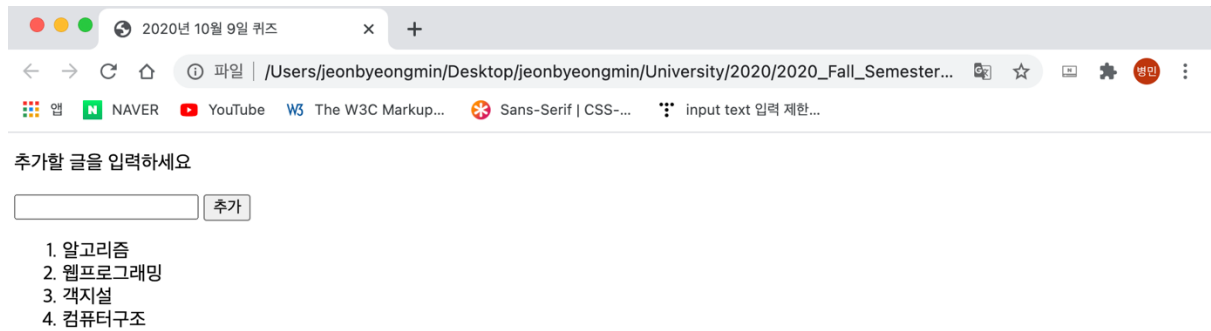 2020년 10월 9일 퀴즈
파일 /Users/jeonbyeongmin/Desktop/jeonbyeongmin/University/2020/2020_Fall_Semester... 병민
앱 N NAVER YouTube W3 The W3C Markup... Sans-Serif | CSS-... input text 입력 제한...
추가할 글을 입력하세요
추가
1. 알고리즘
2. 웹프로그래밍
3. 객지설
4. 컴퓨터구조